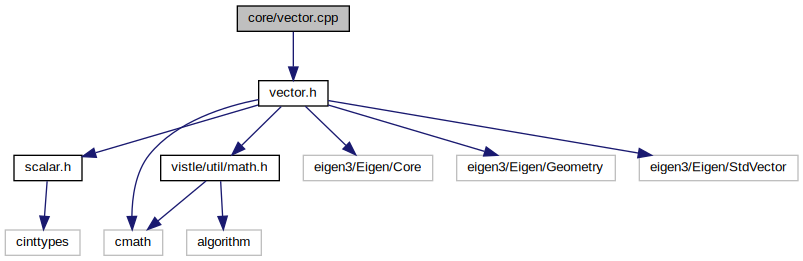 core/vector.cpp
vector.h
scalar.h
vistle/util/math.h
eigen3/Eigen/Core
eigen3/Eigen/Geometry
eigen3/Eigen/StdVector
cinttypes
cmath
algorithm